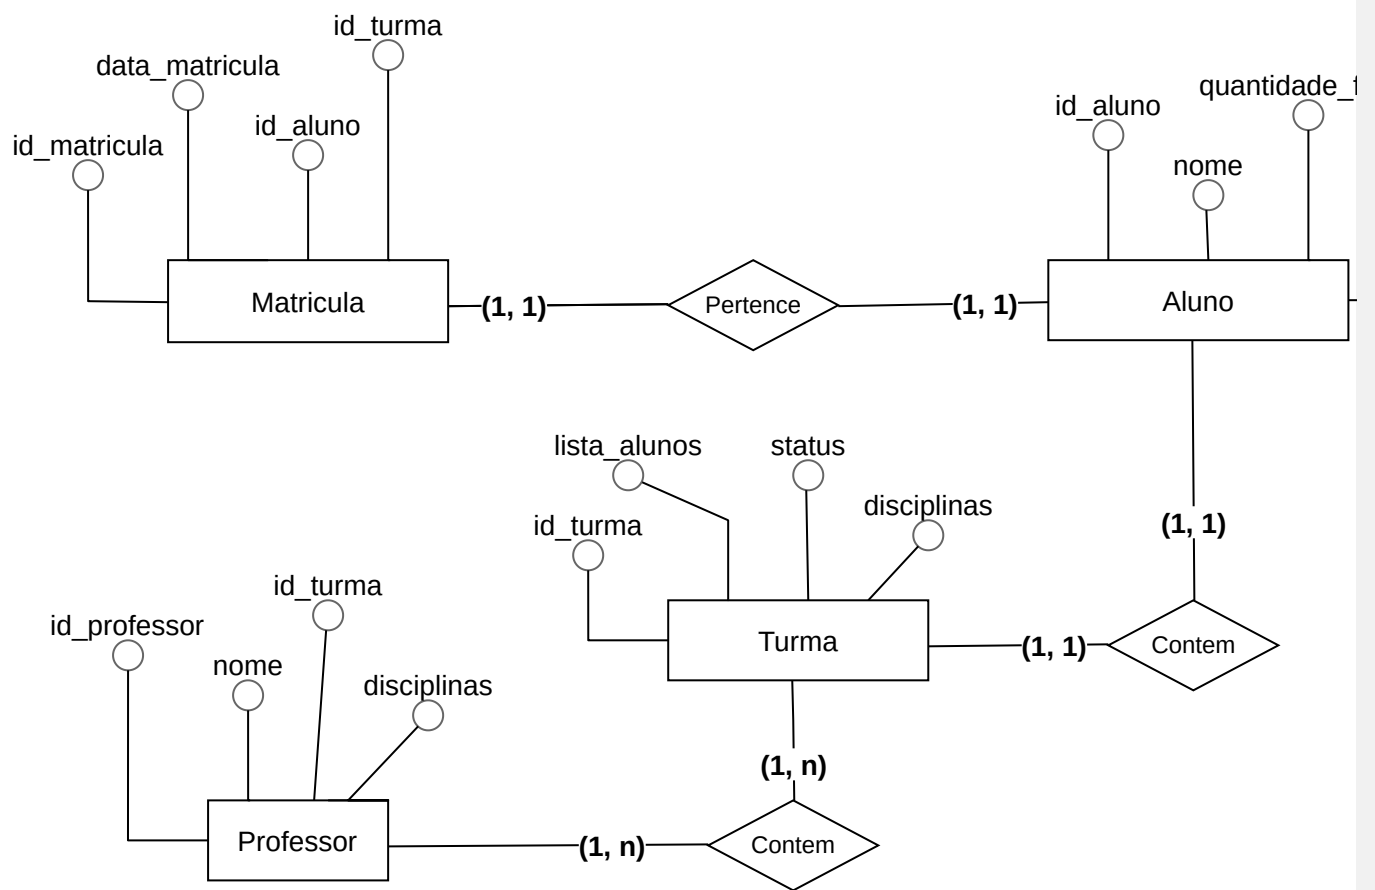 id_turma
data_matricula
id_aluno
id_matricula
quantidade_f
id_aluno
nome
Matricula
(1, 1)
Pertence
(1, 1)
Aluno
lista_alunos
status
disciplinas
id_turma
(1, 1)
Turma
(1, 1)
Contem
id_turma
id_professor
nome
disciplinas
(1, n)
Professor
(1, n)
Contem